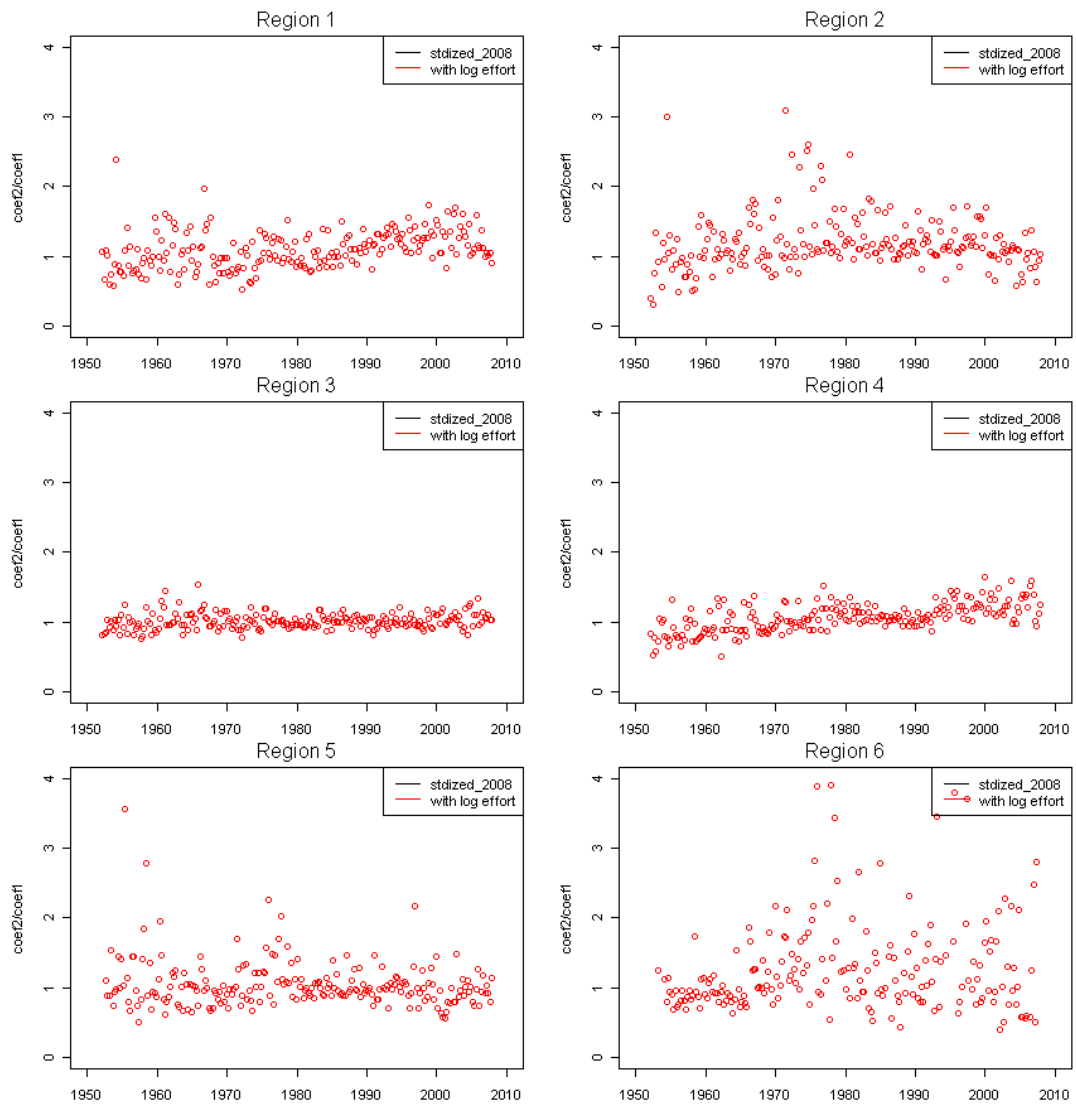 Region 1
4
3
2
1
0
coef2/coef1
stdized_2008
with log effort
1950 1960 1970 1980 1990 2000 2010
Region 2
4
3
2
1
0
coef2/coef1
stdized_2008
with log effort
1950 1960 1970 1980 1990 2000 2010
Region 3
4
3
2
1
0
coef2/coef1
stdized_2008
with log effort
1950 1960 1970 1980 1990 2000 2010
Region 4
4
3
2
1
0
coef2/coef1
stdized_2008
with log effort
1950 1960 1970 1980 1990 2000 2010
Region 5
4
3
2
1
0
coef2/coef1
stdized_2008
with log effort
1950 1960 1970 1980 1990 2000 2010
Region 6
4
3
2
1
0
coef2/coef1
stdized_2008
with log effort
1950 1960 1970 1980 1990 2000 2010